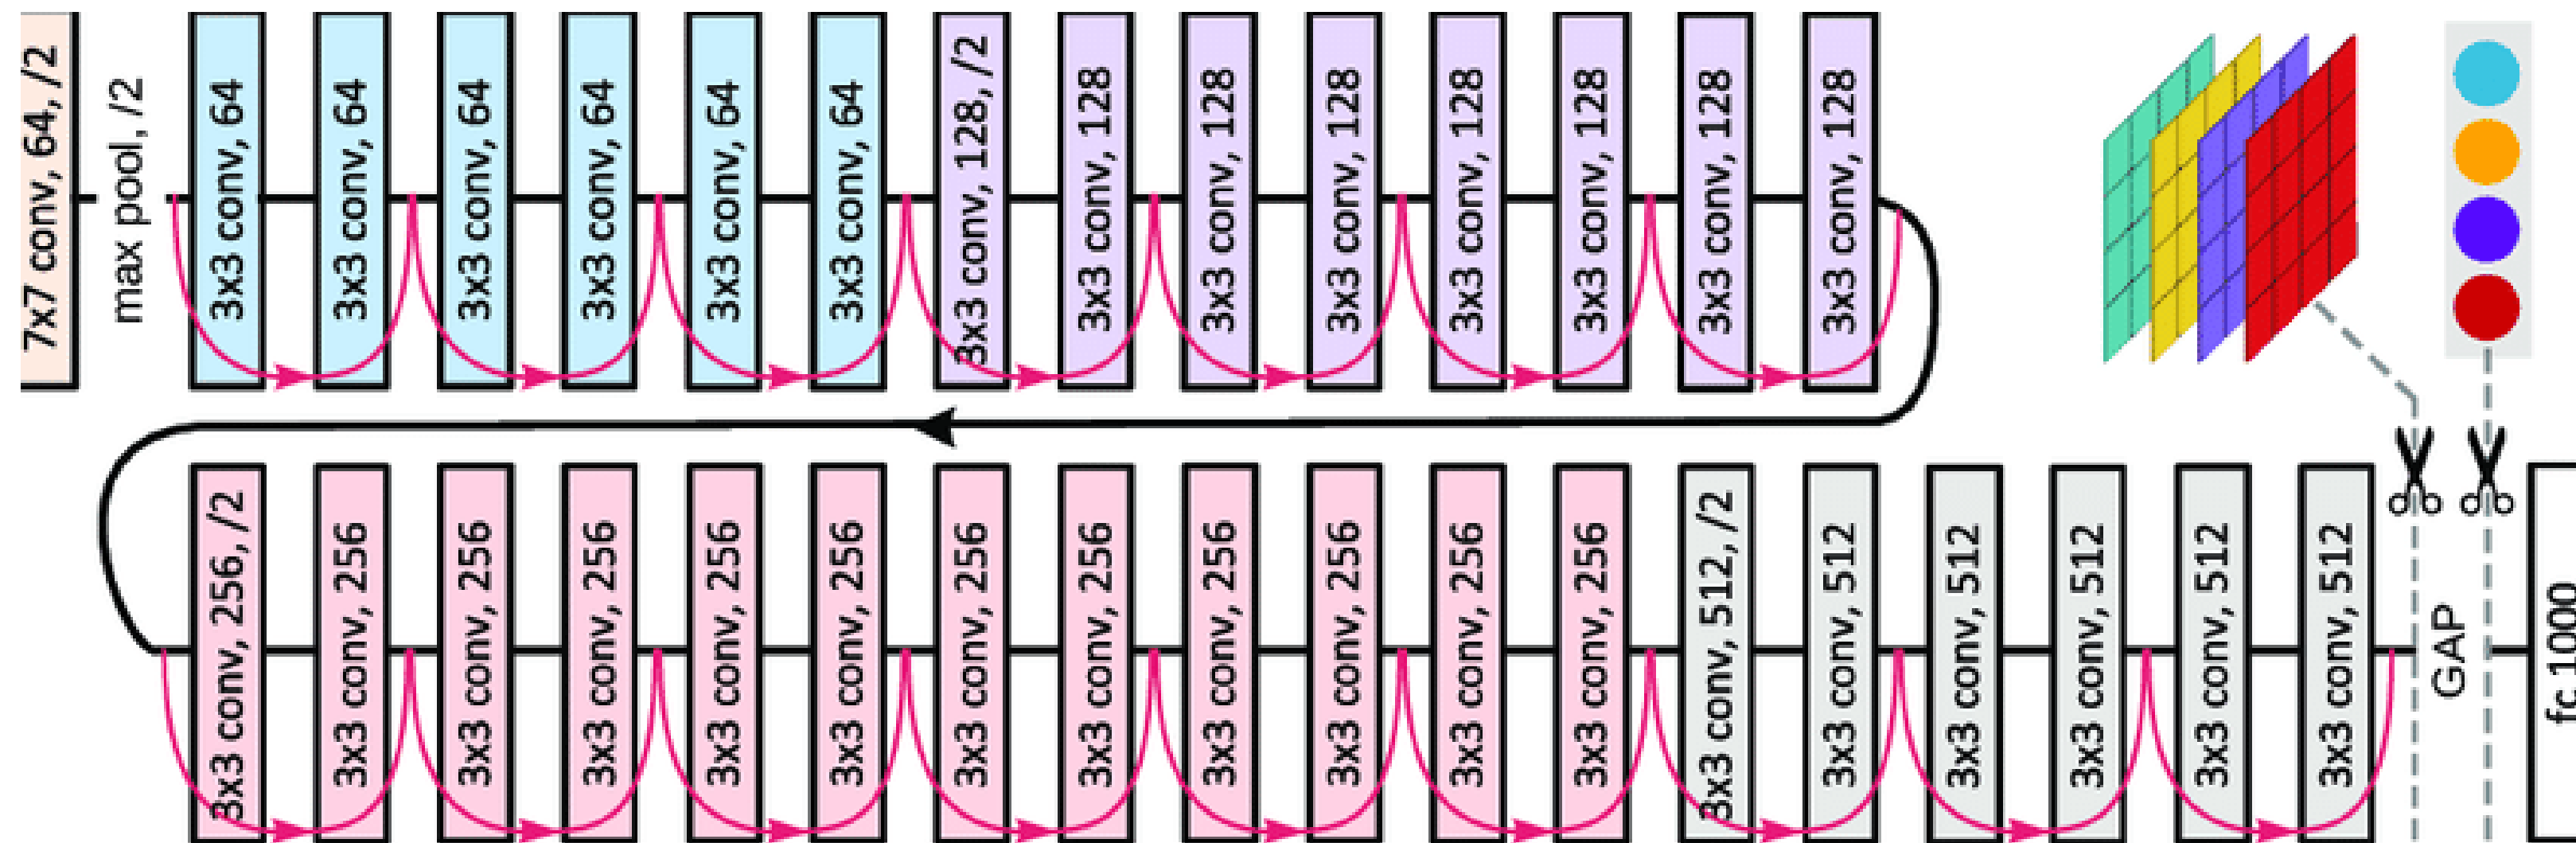 7x7 conv, 64, /2
max pool, /2
3x3 conv, 64
3x3 conv, 64
3x3 conv, 64
3x3 conv, 64
3x3 conv, 64
3x3 conv, 64
3x3 conv, 128, /2
3x3 conv, 128
3x3 conv, 128
3x3 conv, 128
3x3 conv, 128
3x3 conv, 128
3x3 conv, 128
3x3 conv, 128
3x3 conv, 256, /2
3x3 conv, 256
3x3 conv, 256
3x3 conv, 256
3x3 conv, 256
3x3 conv, 256
3x3 conv, 256
3x3 conv, 256
3x3 conv, 256
3x3 conv, 256
3x3 conv, 256
3x3 conv, 256
3x3 conv, 512, /2
3x3 conv, 512
3x3 conv, 512
3x3 conv, 512
3x3 conv, 512
3x3 conv, 512
GAP
fc 1000